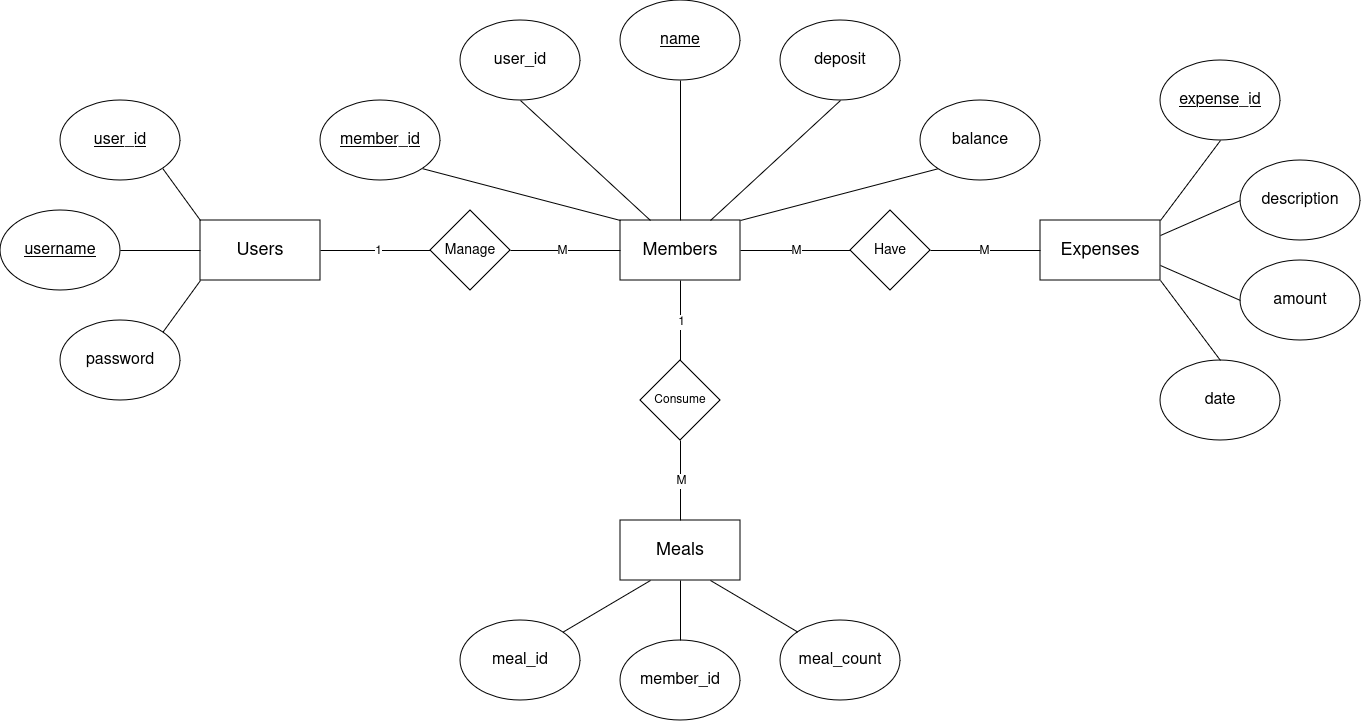 name
user_id
deposit
expense_id
user_id
member_id
balance
description
username
Users
1
Manage
M
Members
M
Have
M
Expenses
amount
1
password
Consume
date
M
Meals
meal_id
member_id
meal_count